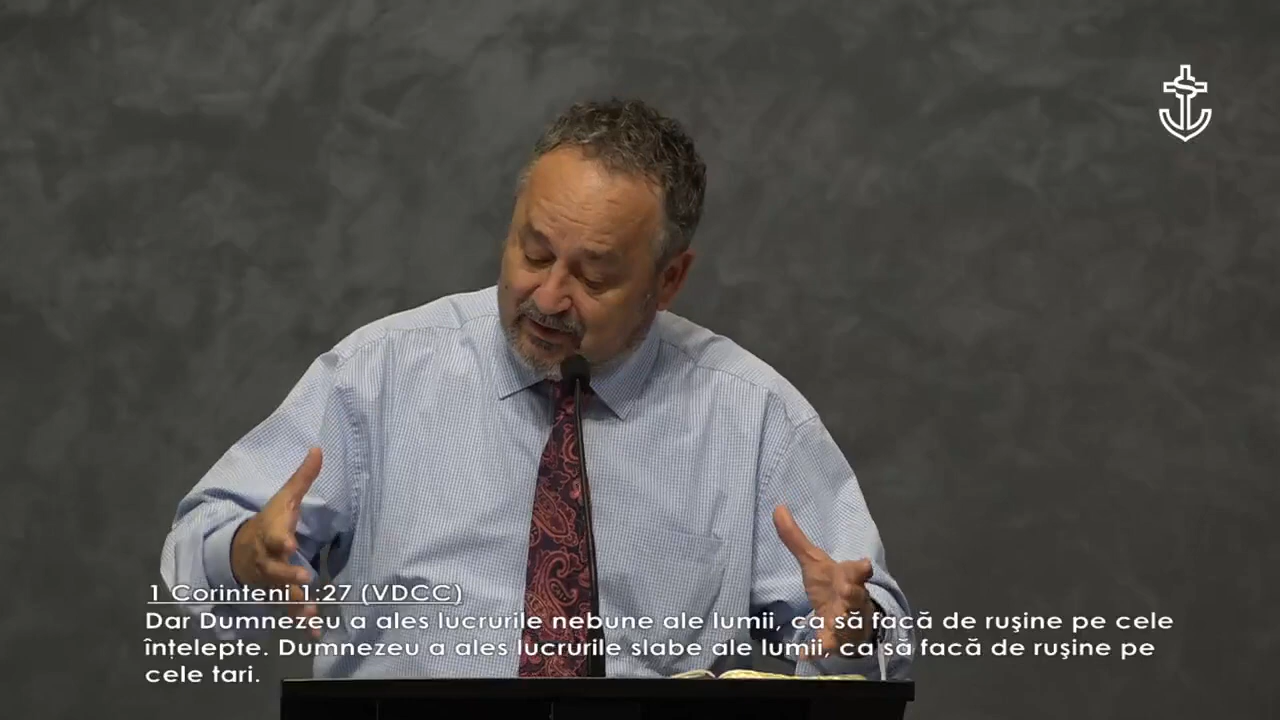 1 Corinteni 1:27 (VDCC)
Dar Dumnezeu a ales lucrurile nebune ale lumii, ca să facă de ruşine pe cele
înţelepte. Dumnezeu a ales lucrurile slabe ale lumii, ca să facă de ruşine pe
cele tari.